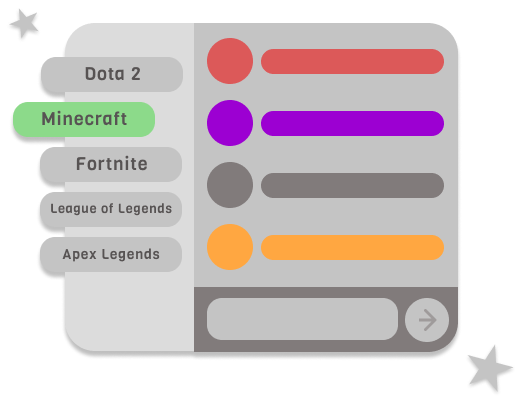 Dota 2
Minecraft
Fortnite
League of Legends
Apex Legends